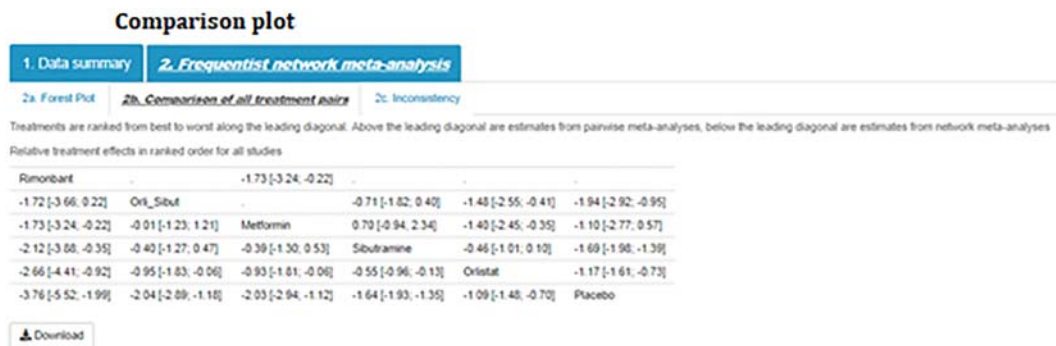 Comparison plot
1. Data summary 2. Frequentist network meta-analysis
2a. Forest Plot 2b. Comparison of all treatment pairs 2c. Inconsistency
Treatments are ranked from best to worst along the leading diagonal. Above the leading diagonal are estimates from pairwise meta-analyses, below the leading diagonal are estimates from network meta-analyses
Relative treatment effects in ranked order for all studies
Rimonbant . -1.73 [-3.24; -0.22] . . .
-1.72 [-3.66; 0.22] Orli_Sibut . -0.71 [-1.82; 0.40] -1.48 [-2.55; -0.41] -1.94 [-2.92; -0.95]
-1.73 [-3.24; -0.22] -0.01 [-1.23; 1.21] Metformin 0.70 [-0.94; 2.34] -1.40 [-2.45; -0.35] -1.10 [-2.77; 0.57]
-2.12 [-3.88; -0.35] -0.40 [-1.27; 0.47] -0.39 [-1.30; 0.53] Sibutramine -0.46 [-1.01; 0.10] -1.69 [-1.98; -1.39]
-2.66 [-4.41; -0.92] -0.95 [-1.83; -0.06] -0.93 [-1.81; -0.06] -0.55 [-0.96; -0.13] Orlistat -1.17 [-1.61; -0.73]
-3.76 [-5.52; -1.99] -2.04 [-2.89; -1.18] -2.03 [-2.94; -1.12] -1.64 [-1.93; -1.35] -1.09 [-1.48; -0.70] Placebo
Download